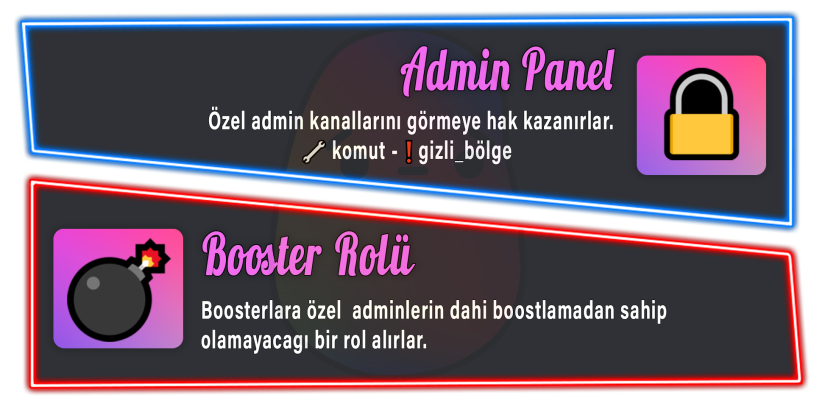 Admin Panel
Özel admin kanallarını görmeye hak kazanırlar.
🔧 komut - ❗gizli_bölge
Booster Rolü
Boosterlara özel adminlerin dahi boostlamadan sahip
olamayacagı bir rol alırlar.